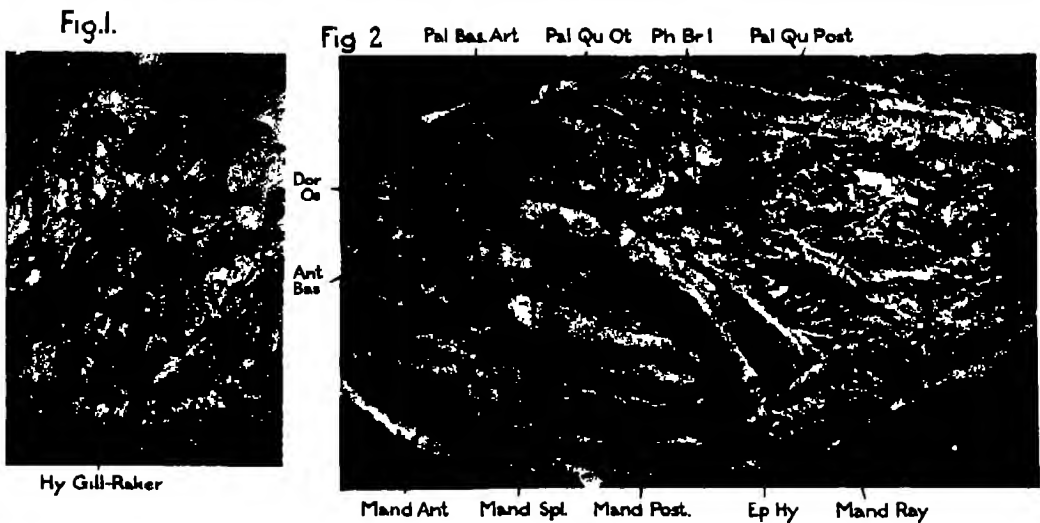 Fig.1.
Fig 2
Pal Bas. Art
Pal Qu Ot
Ph Br I
Pal Qu Post
Dor
Os
Ant
Bas
Hy Gill-Raker
Mand Ant
Mand Spl.
Mand Post.
Ep Hy
Mand Ray